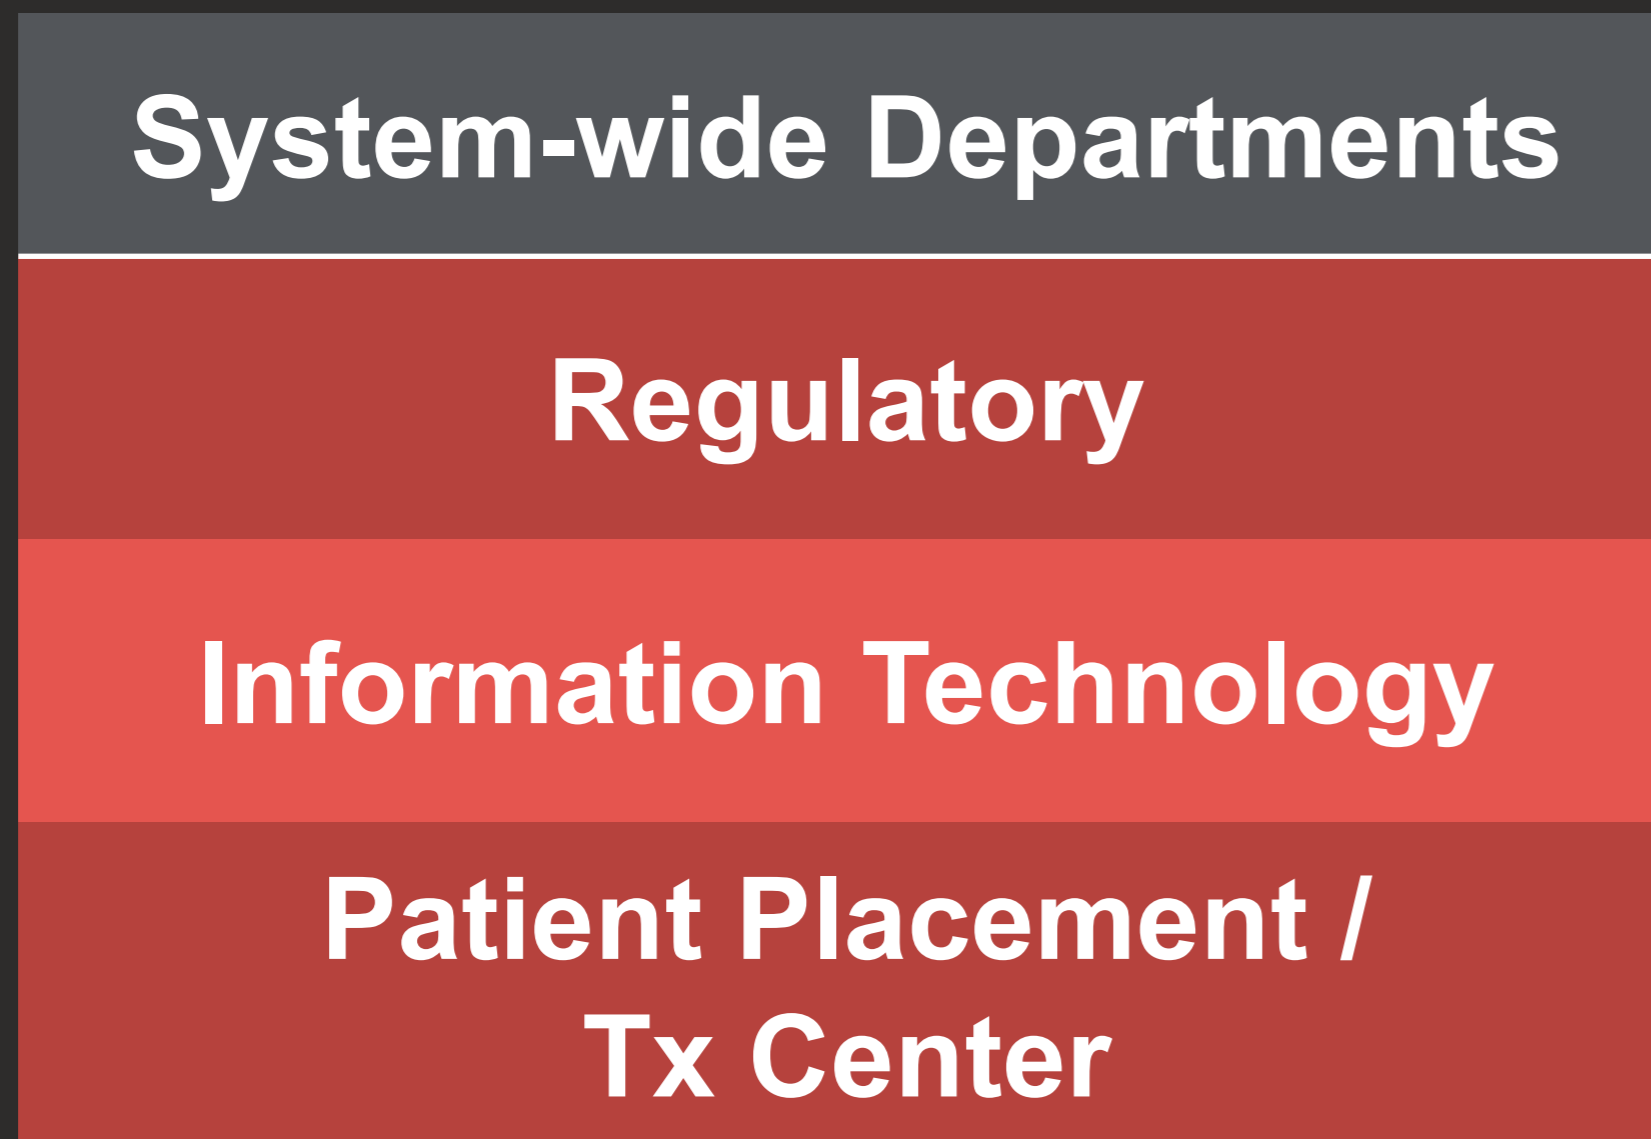 System-wide Departments
Regulatory
Information Technology
Patient Placement /
Tx Center